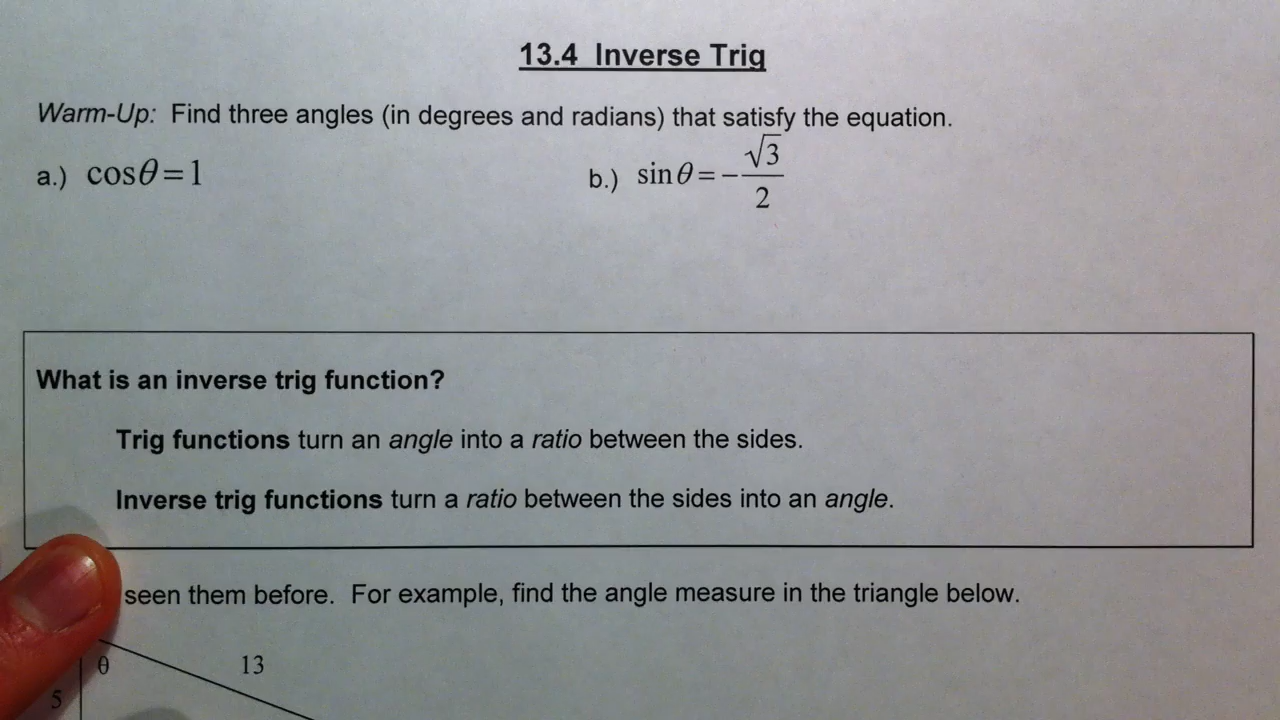 13.4 Inverse Trig
Warm-Up: Find three angles (in degrees and radians) that satisfy the equation.
a.) cosθ=1
b.) sinθ=-√3/2
What is an inverse trig function?
Trig functions turn an angle into a ratio between the sides.
Inverse trig functions turn a ratio between the sides into an angle.
seen them before. For example, find the angle measure in the triangle below.
θ 13
5